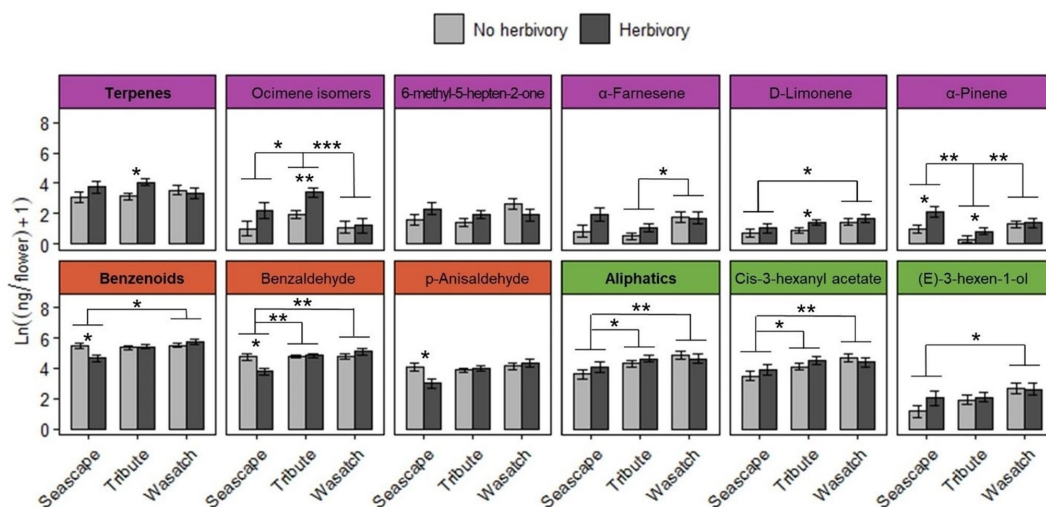 No herbivory Herbivory
Terpenes Ocimene isomers 6-methyl-5-hepten-2-one α-Farnesene D-Limonene α-Pinene
8
6
4
2
0
* * *** ** * * * ** ** * *
Benzenoids Benzaldehyde p-Anisaldehyde Aliphatics Cis-3-hexanyl acetate (E)-3-hexen-1-ol
8
6
4
2
0
* * ** ** * * ** * ** * *
Ln((ng/flower)+1)
Seascape Tribute Wasatch Seascape Tribute Wasatch Seascape Tribute Wasatch Seascape Tribute Wasatch Seascape Tribute Wasatch Seascape Tribute Wasatch